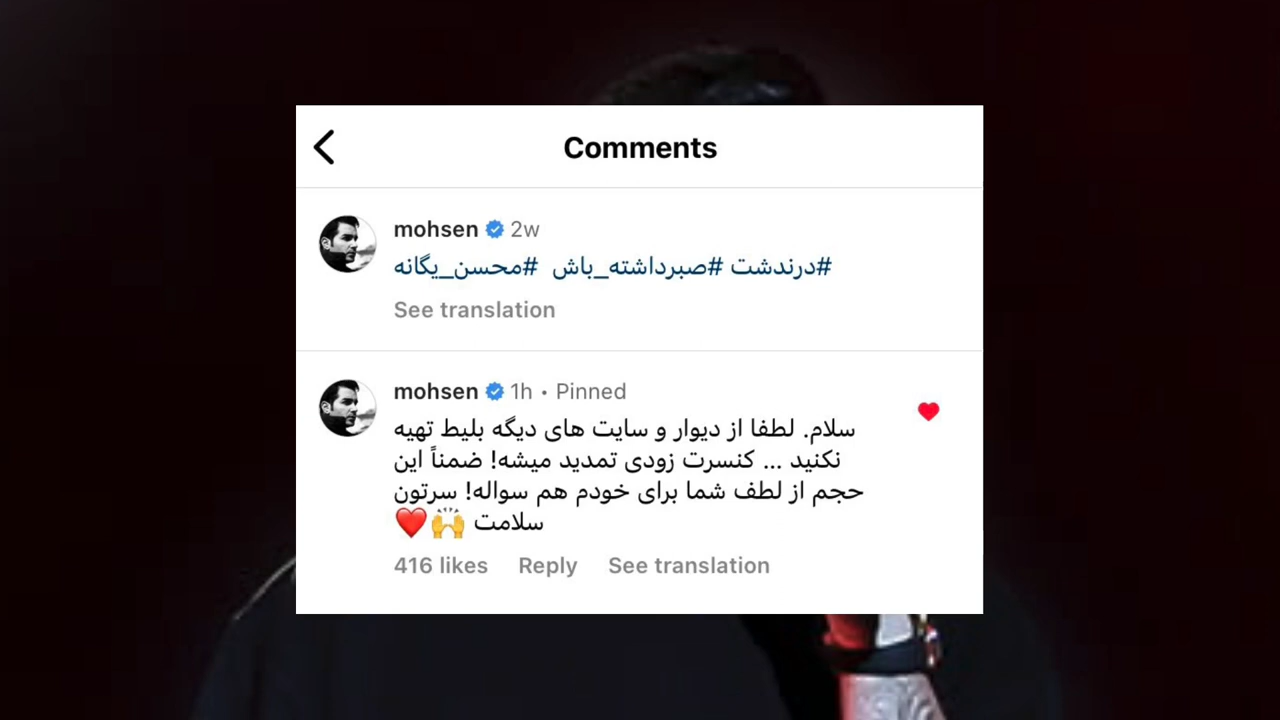 Comments
mohsen 2w
#درندشت #صبرداشته_باش #محسن_یگانه
See translation
mohsen 1h • Pinned
سلام. لطفا از دیوار و سایت های دیگه بلیط تهیه
نکنید ... کنسرت زودی تمدید میشه! ضمناً این
حجم از لطف شما برای خودم هم سواله! سرتون
سلامت 🙌❤️
416 likes Reply See translation